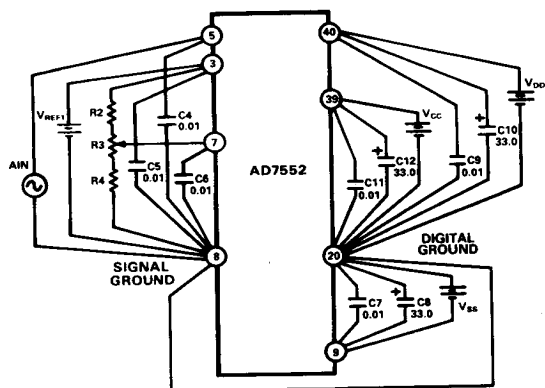 5
40
3
VDD
VREF1
R2
C4
0.01
39
VCC
C10
33.0
R3
7
AIN
AD7552
C12
33.0
C9
0.01
C5
0.01
C6
0.01
R4
C11
0.01
8
20
SIGNAL
GROUND
DIGITAL
GROUND
C7
0.01
C8
33.0
VSS
9
+
+
+